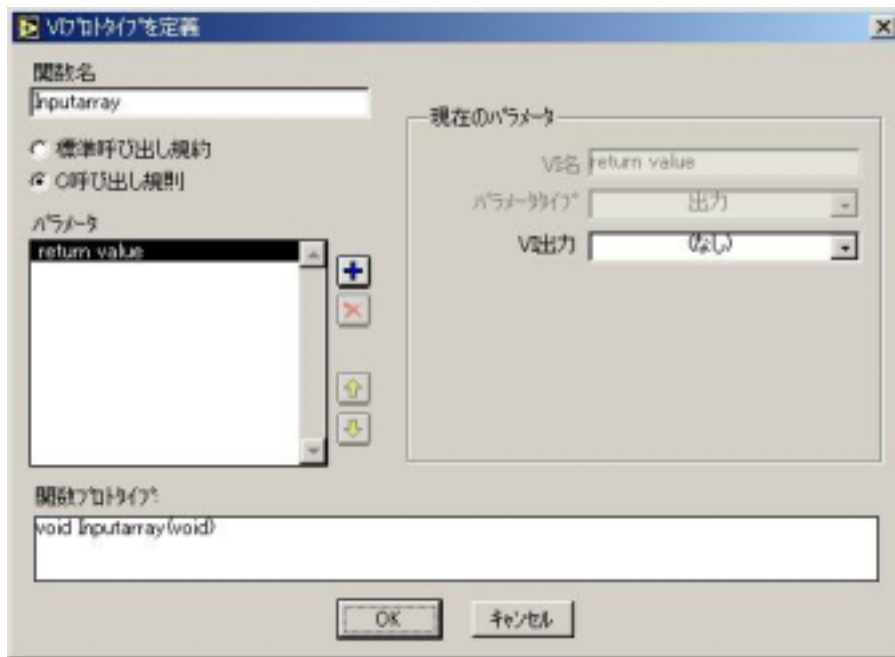 VIプロトタイプを定義
関数名
Inputarray
標準呼び出し規約
C呼び出し規則
パラメータ
return value
現在のパラメータ
VI名 return value
パラメータタイプ 出力
VI出力 (なし)
関数プロトタイプ:
void Inputarray(void)
OK キャンセル